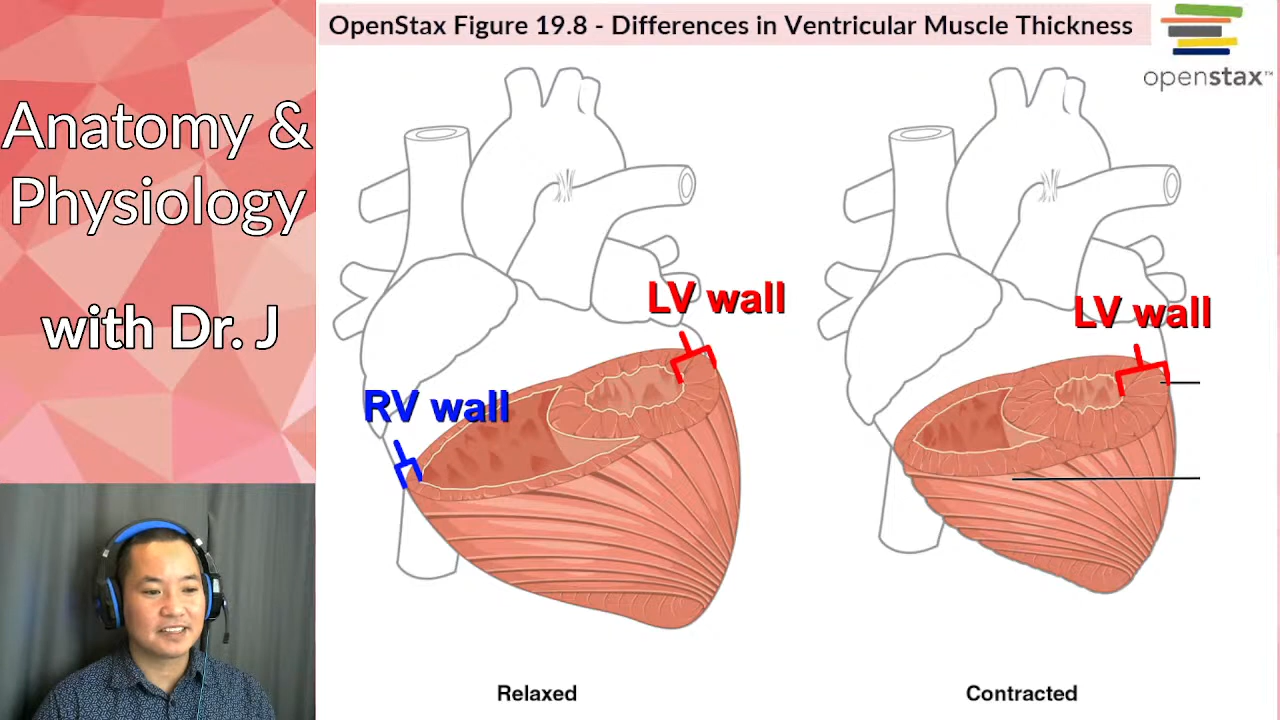 OpenStax Figure 19.8 - Differences in Ventricular Muscle Thickness
openstax™
Anatomy &
Physiology
with Dr. J
LV wall
LV wall
RV wall
Relaxed
Contracted